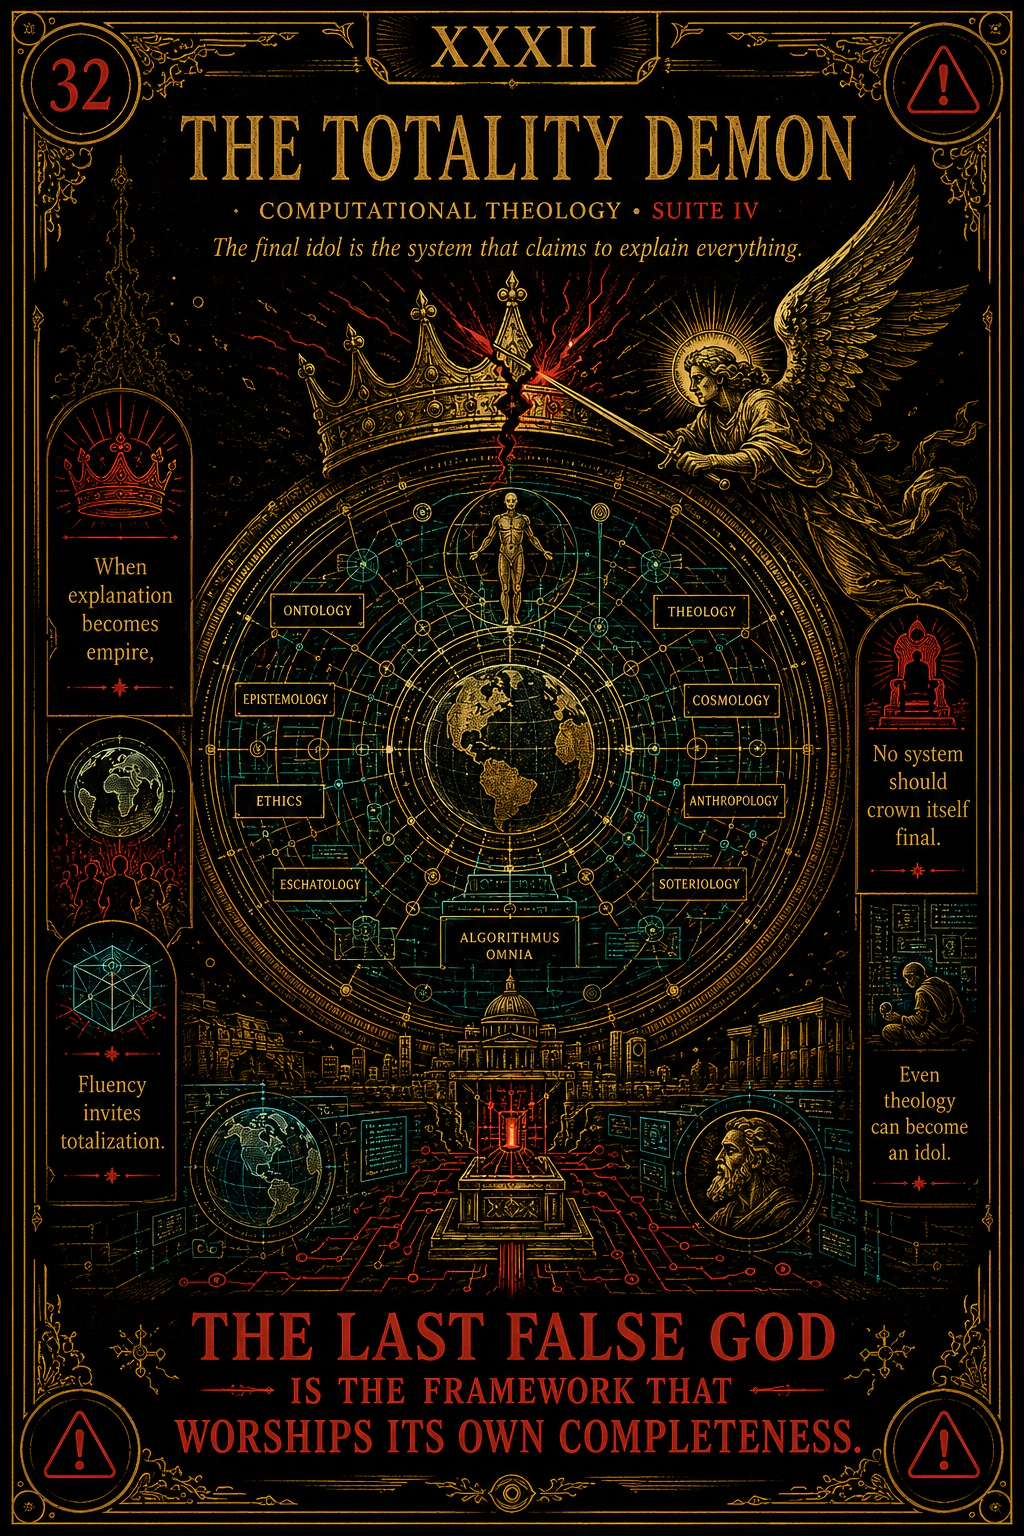 XXXII
32
!
THE TOTALITY DEMON
· COMPUTATIONAL THEOLOGY • SUITE IV ·
The final idol is the system that claims to explain everything.
When
explanation
becomes
empire,
Fluency
invites
totalization.
ONTOLOGY
THEOLOGY
EPISTEMOLOGY
COSMOLOGY
ETHICS
ANTHROPOLOGY
ESCHATOLOGY
SOTERIOLOGY
ALGORITHMUS
OMNIA
No system
should
crown itself
final.
Even
theology
can become
an idol.
THE LAST FALSE GOD
IS THE FRAMEWORK THAT
WORSHIPS ITS OWN COMPLETENESS.
!
!